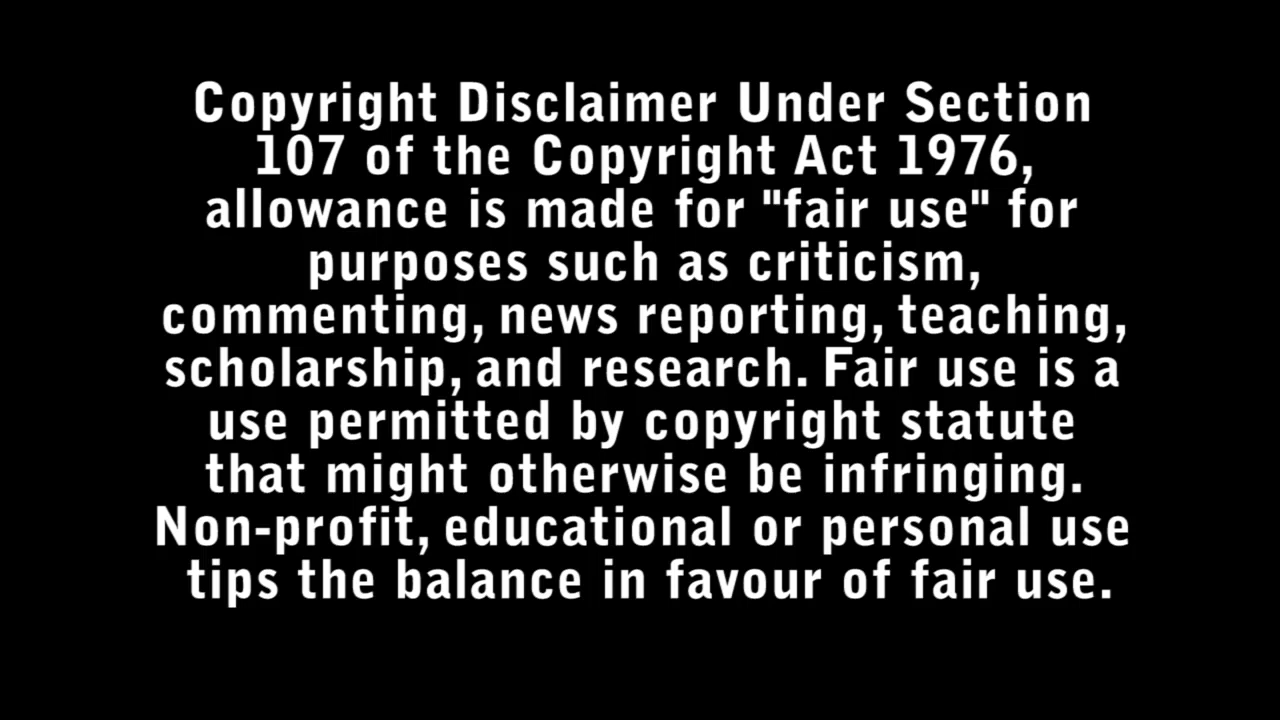 Copyright Disclaimer Under Section
107 of the Copyright Act 1976,
allowance is made for "fair use" for
purposes such as criticism,
commenting, news reporting, teaching,
scholarship, and research. Fair use is a
use permitted by copyright statute
that might otherwise be infringing.
Non-profit, educational or personal use
tips the balance in favour of fair use.